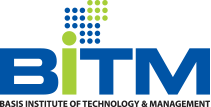 BiTM
BASIS INSTITUTE OF TECHNOLOGY & MANAGEMENT